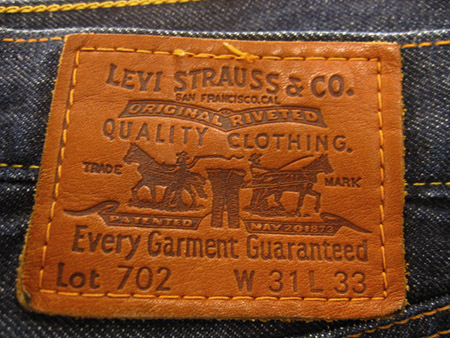 LEVI STRAUSS & CO.
SAN FRANCISCO, CAL.
ORIGINAL RIVETED
QUALITY CLOTHING.
TRADE MARK
PATENTED MAY 20 1873
Every Garment Guaranteed
Lot 702 W 31 L 33